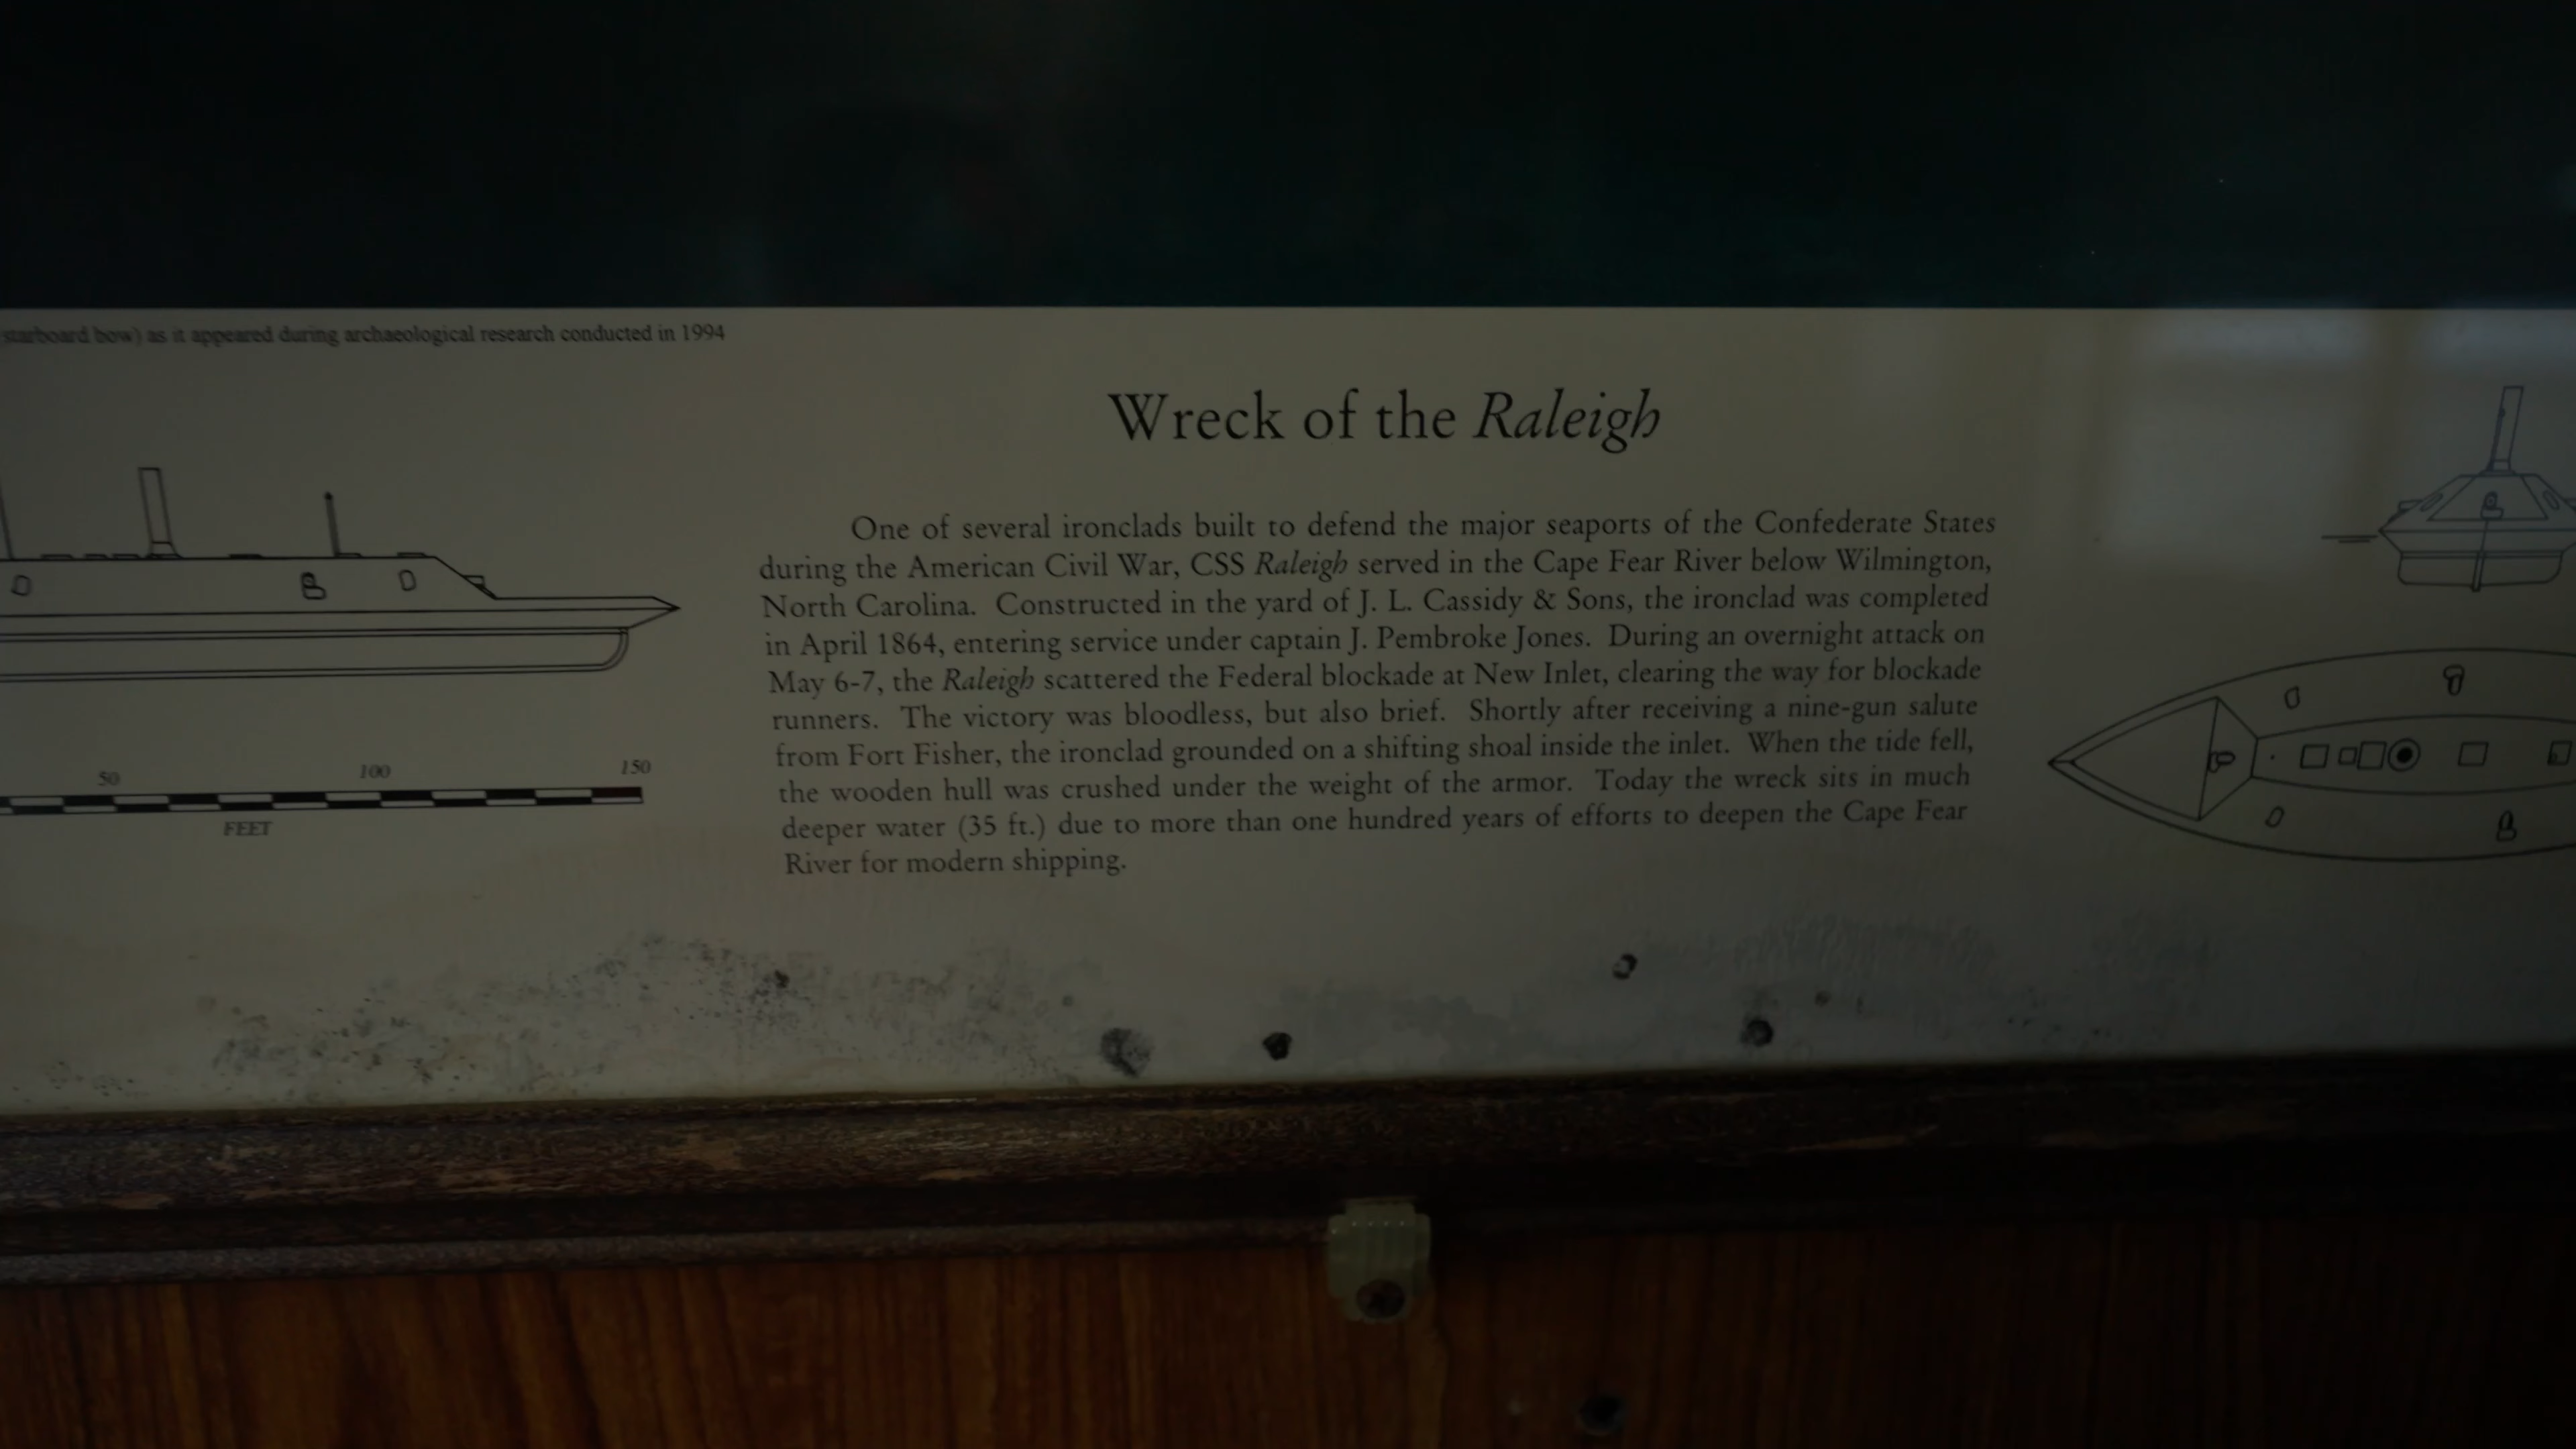 starboard bow) as it appeared during archaeological research conducted in 1994
Wreck of the Raleigh
One of several ironclads built to defend the major seaports of the Confederate States
during the American Civil War, CSS Raleigh served in the Cape Fear River below Wilmington,
North Carolina. Constructed in the yard of J. L. Cassidy & Sons, the ironclad was completed
in April 1864, entering service under captain J. Pembroke Jones. During an overnight attack on
May 6-7, the Raleigh scattered the Federal blockade at New Inlet, clearing the way for blockade
runners. The victory was bloodless, but also brief. Shortly after receiving a nine-gun salute
from Fort Fisher, the ironclad grounded on a shifting shoal inside the inlet. When the tide fell,
the wooden hull was crushed under the weight of the armor. Today the wreck sits in much
deeper water (35 ft.) due to more than one hundred years of efforts to deepen the Cape Fear
River for modern shipping.
50 100 150
FEET